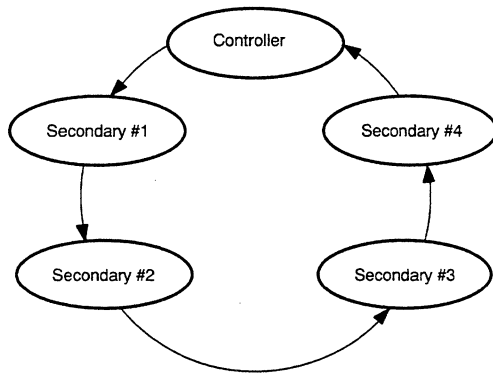 Controller
Secondary #1
Secondary #4
Secondary #2
Secondary #3